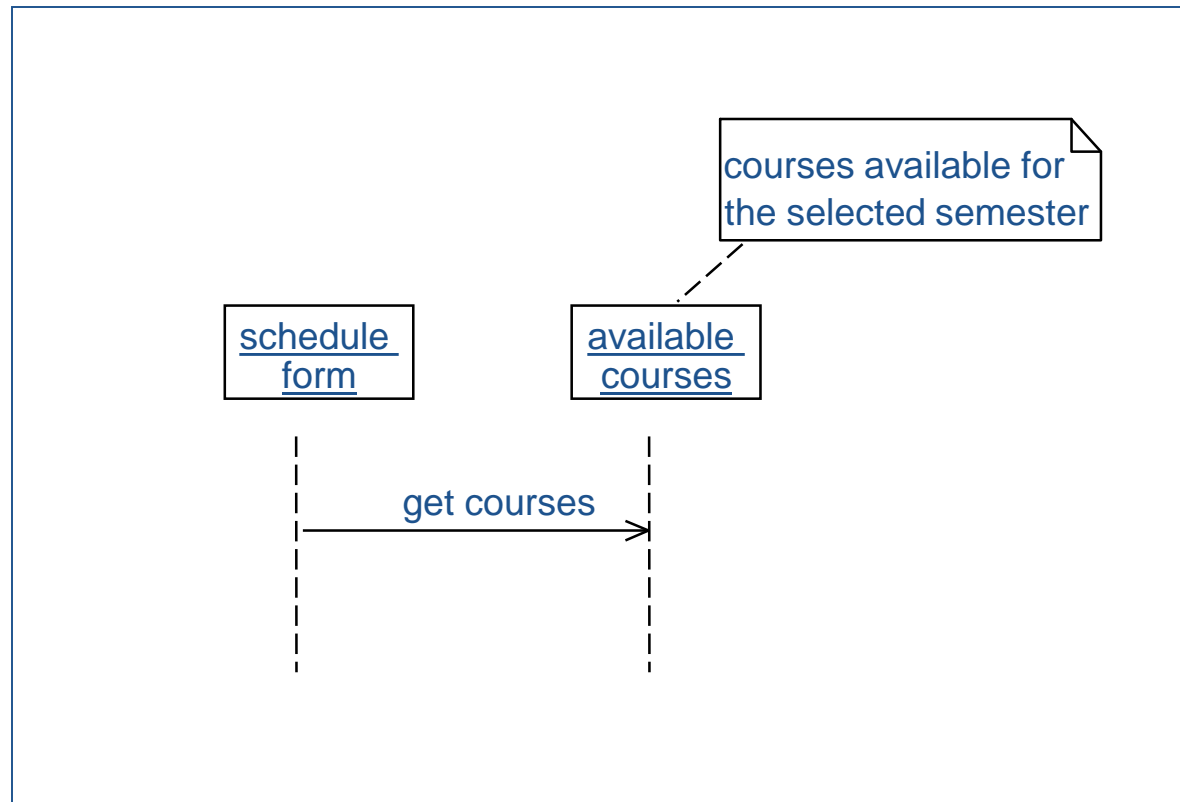 courses available for
the selected semester
schedule
form
available
courses
get courses